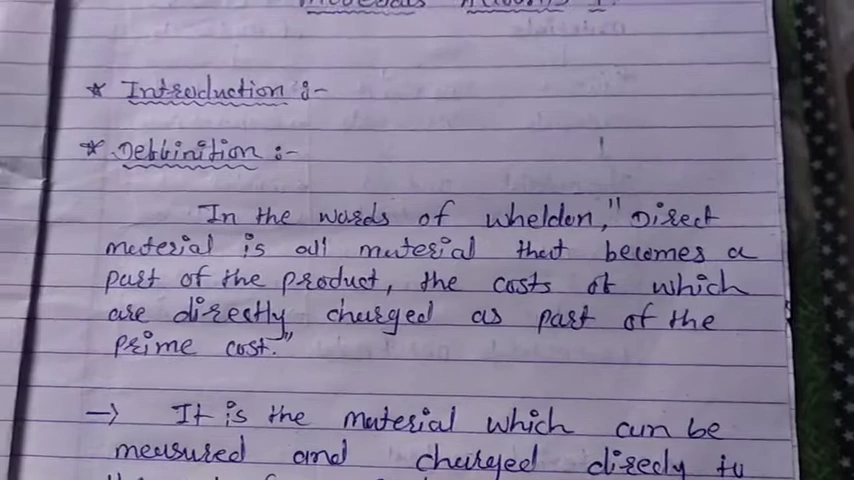 * Introduction :-
* Deffinition :-
In the words of Wheldon, "Direct
material is all material that becomes a
part of the product, the costs of which
are directly charged as part of the
prime cost."
→ It is the material which can be
measured and charged direcly to